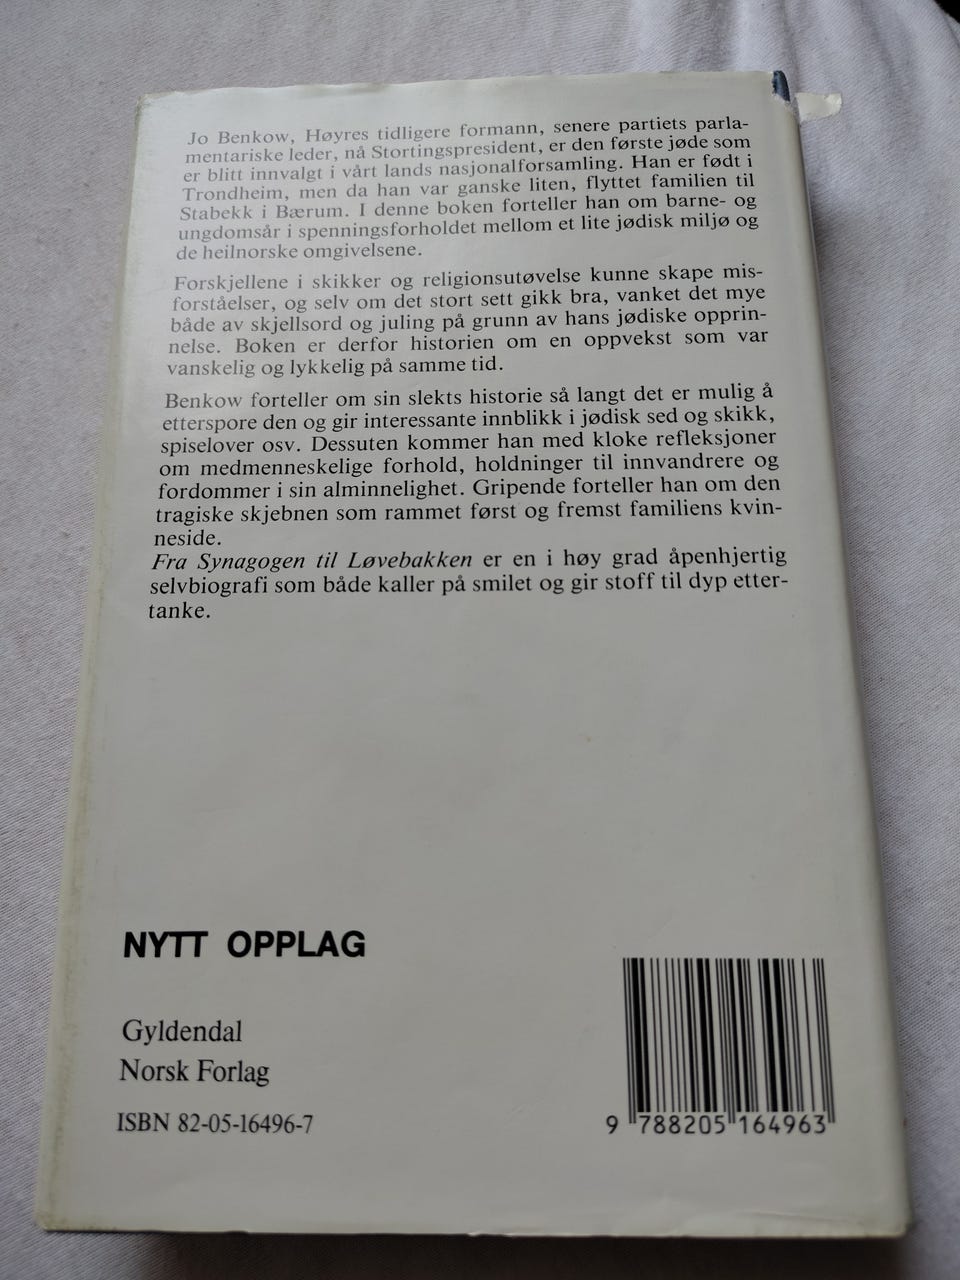 Jo Benkow, Høyres tidligere formann, senere partiets parla-
mentariske leder, nå Stortingspresident, er den første jøde som
er blitt innvalgt i vårt lands nasjonalforsamling. Han er født i
Trondheim, men da han var ganske liten, flyttet familien til
Stabekk i Bærum. I denne boken forteller han om barne- og
ungdomsår i spenningsforholdet mellom et lite jødisk miljø og
de heilnorske omgivelsene.
Forskjellene i skikker og religionsutøvelse kunne skape mis-
forståelser, og selv om det stort sett gikk bra, vanket det mye
både av skjellsord og juling på grunn av hans jødiske opprin-
nelse. Boken er derfor historien om en oppvekst som var
vanskelig og lykkelig på samme tid.
Benkow forteller om sin slekts historie så langt det er mulig å
etterspore den og gir interessante innblikk i jødisk sed og skikk,
spiselover osv. Dessuten kommer han med kloke refleksjoner
om medmenneskelige forhold, holdninger til innvandrere og
fordommer i sin alminnelighet. Gripende forteller han om den
tragiske skjebnen som rammet først og fremst familiens kvin-
neside.
Fra Synagogen til Løvebakken er en i høy grad åpenhjertig
selvbiografi som både kaller på smilet og gir stoff til dyp etter-
tanke.
NYTT OPPLAG
Gyldendal
Norsk Forlag
ISBN 82-05-16496-7
9 788205 164963